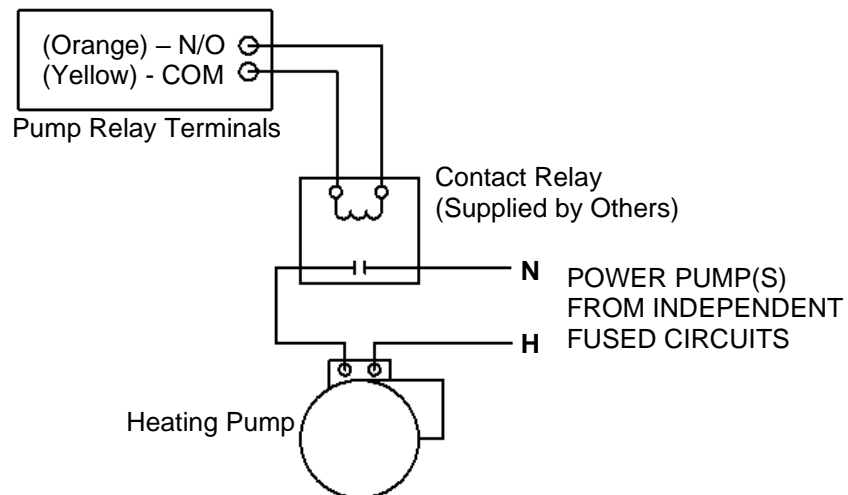 (Orange) – N/O
(Yellow) - COM
Pump Relay Terminals
Contact Relay
(Supplied by Others)
N
POWER PUMP(S)
FROM INDEPENDENT
FUSED CIRCUITS
H
Heating Pump